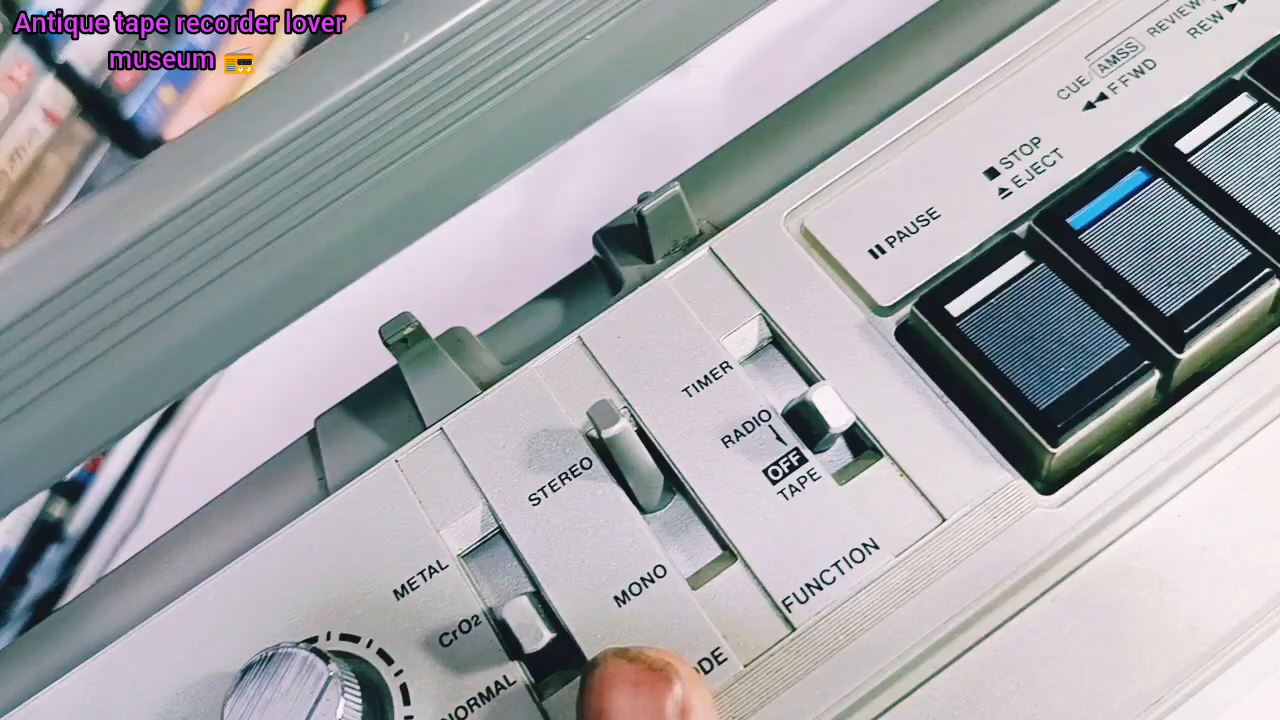 Antique tape recorder lover
museum 📻
REVIEW
REW ▶▶
CUE/ AMSS
◀◀ F FWD
■ STOP
▲ EJECT
❚❚ PAUSE
TIMER
RADIO
OFF
TAPE
FUNCTION
STEREO
MONO
METAL
CrO2
NORMAL